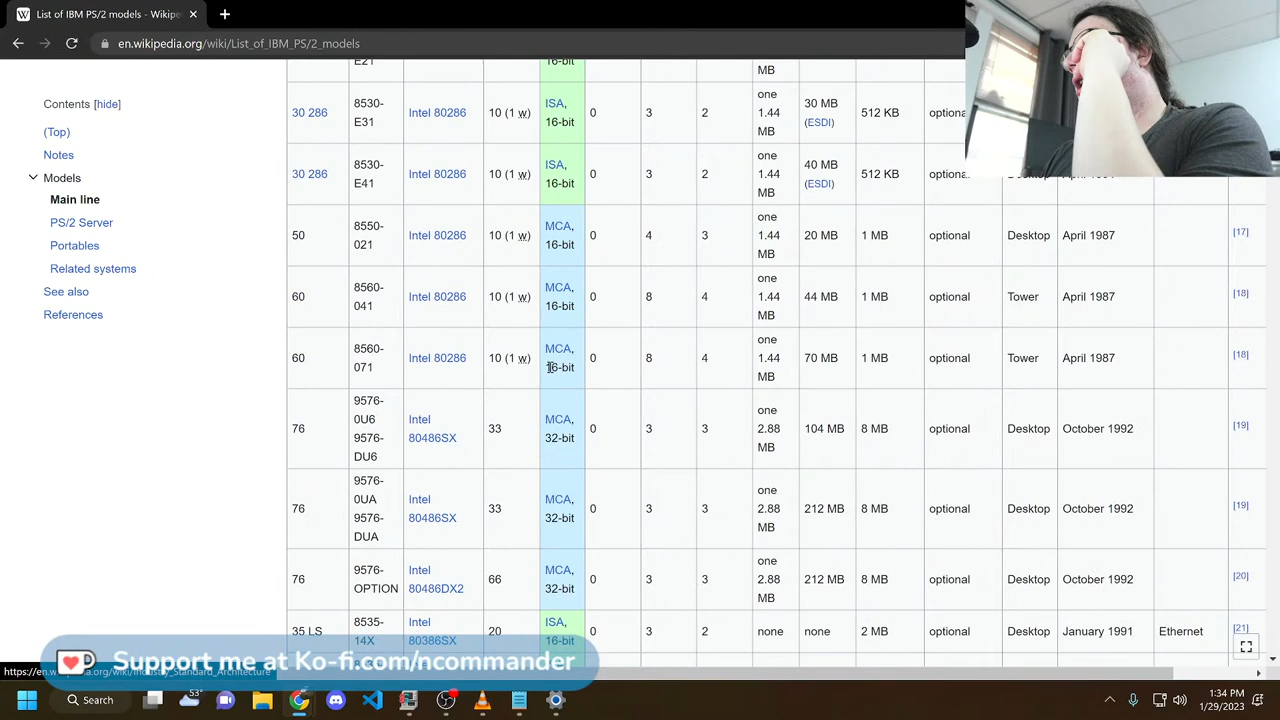 List of IBM PS/2 models - Wikipe
en.wikipedia.org/wiki/List_of_IBM_PS/2_models
Contents [hide]
(Top)
Notes
Models
Main line
PS/2 Server
Portables
Related systems
See also
References
E21
16-bit
MB
30 286
8530-
E31
Intel 80286
10 (1 w)
ISA,
16-bit
0
3
2
one
1.44
MB
30 MB
(ESDI)
512 KB
optional
30 286
8530-
E41
Intel 80286
10 (1 w)
ISA,
16-bit
0
3
2
one
1.44
MB
40 MB
(ESDI)
512 KB
optional
50
8550-
021
Intel 80286
10 (1 w)
MCA,
16-bit
0
4
3
one
1.44
MB
20 MB
1 MB
optional
Desktop
April 1987
[17]
60
8560-
041
Intel 80286
10 (1 w)
MCA,
16-bit
0
8
4
one
1.44
MB
44 MB
1 MB
optional
Tower
April 1987
[18]
60
8560-
071
Intel 80286
10 (1 w)
MCA,
16-bit
0
8
4
one
1.44
MB
70 MB
1 MB
optional
Tower
April 1987
[18]
76
9576-
0U6
9576-
DU6
Intel
80486SX
33
MCA,
32-bit
0
3
3
one
2.88
MB
104 MB
8 MB
optional
Desktop
October 1992
[19]
76
9576-
0UA
9576-
DUA
Intel
80486SX
33
MCA,
32-bit
0
3
3
one
2.88
MB
212 MB
8 MB
optional
Desktop
October 1992
[19]
76
9576-
OPTION
Intel
80486DX2
66
MCA,
32-bit
0
3
3
one
2.88
MB
212 MB
8 MB
optional
Desktop
October 1992
[20]
35 LS
8535-
14X
Intel
80386SX
20
ISA,
16-bit
0
3
2
none
none
2 MB
optional
Desktop
January 1991
Ethernet
[21]
Support me at Ko-fi.com/ncommander
https://en.wikipedia.org/wiki/Industry_Standard_Architecture
Search
53°
1:34 PM
1/29/2023